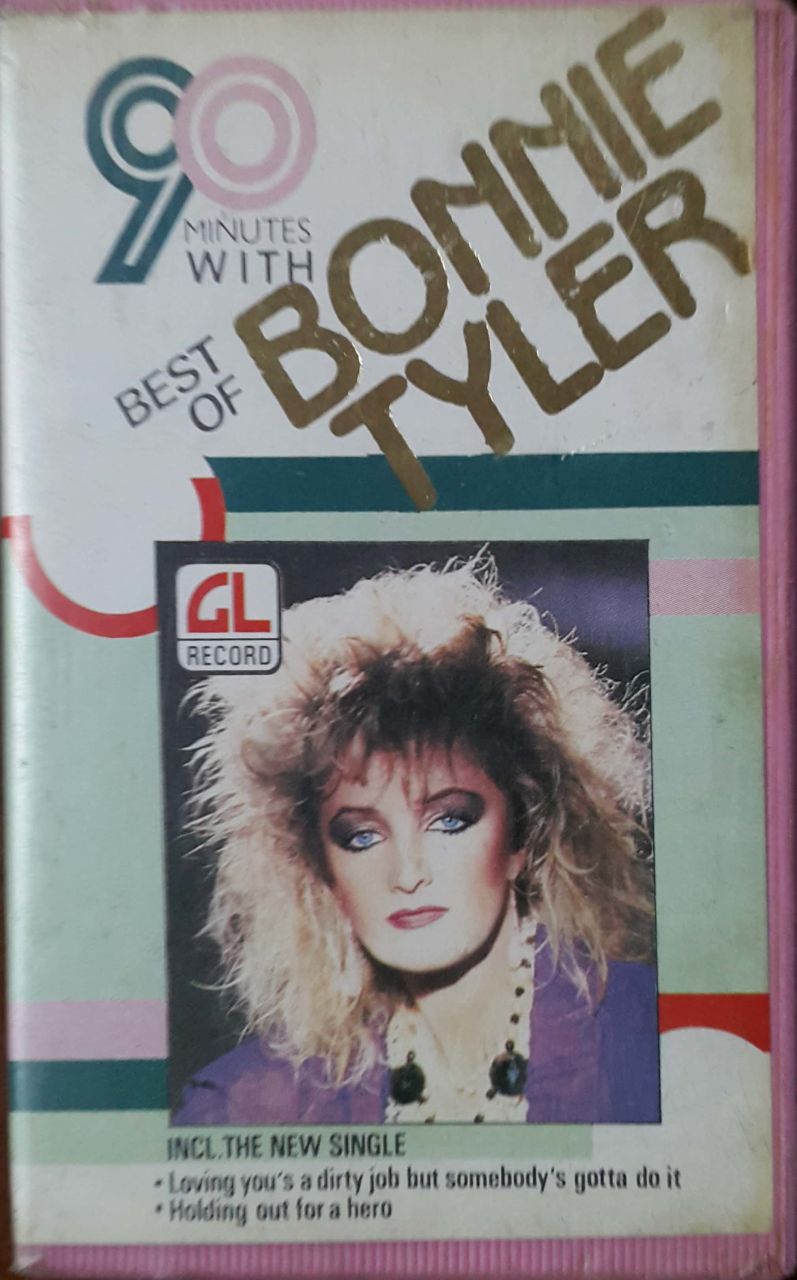 90
MINUTES
WITH
BEST
OF
BONNIE
TYLER
GL
RECORD
INCL.THE NEW SINGLE
• Loving you's a dirty job but somebody's gotta do it
• Holding out for a hero